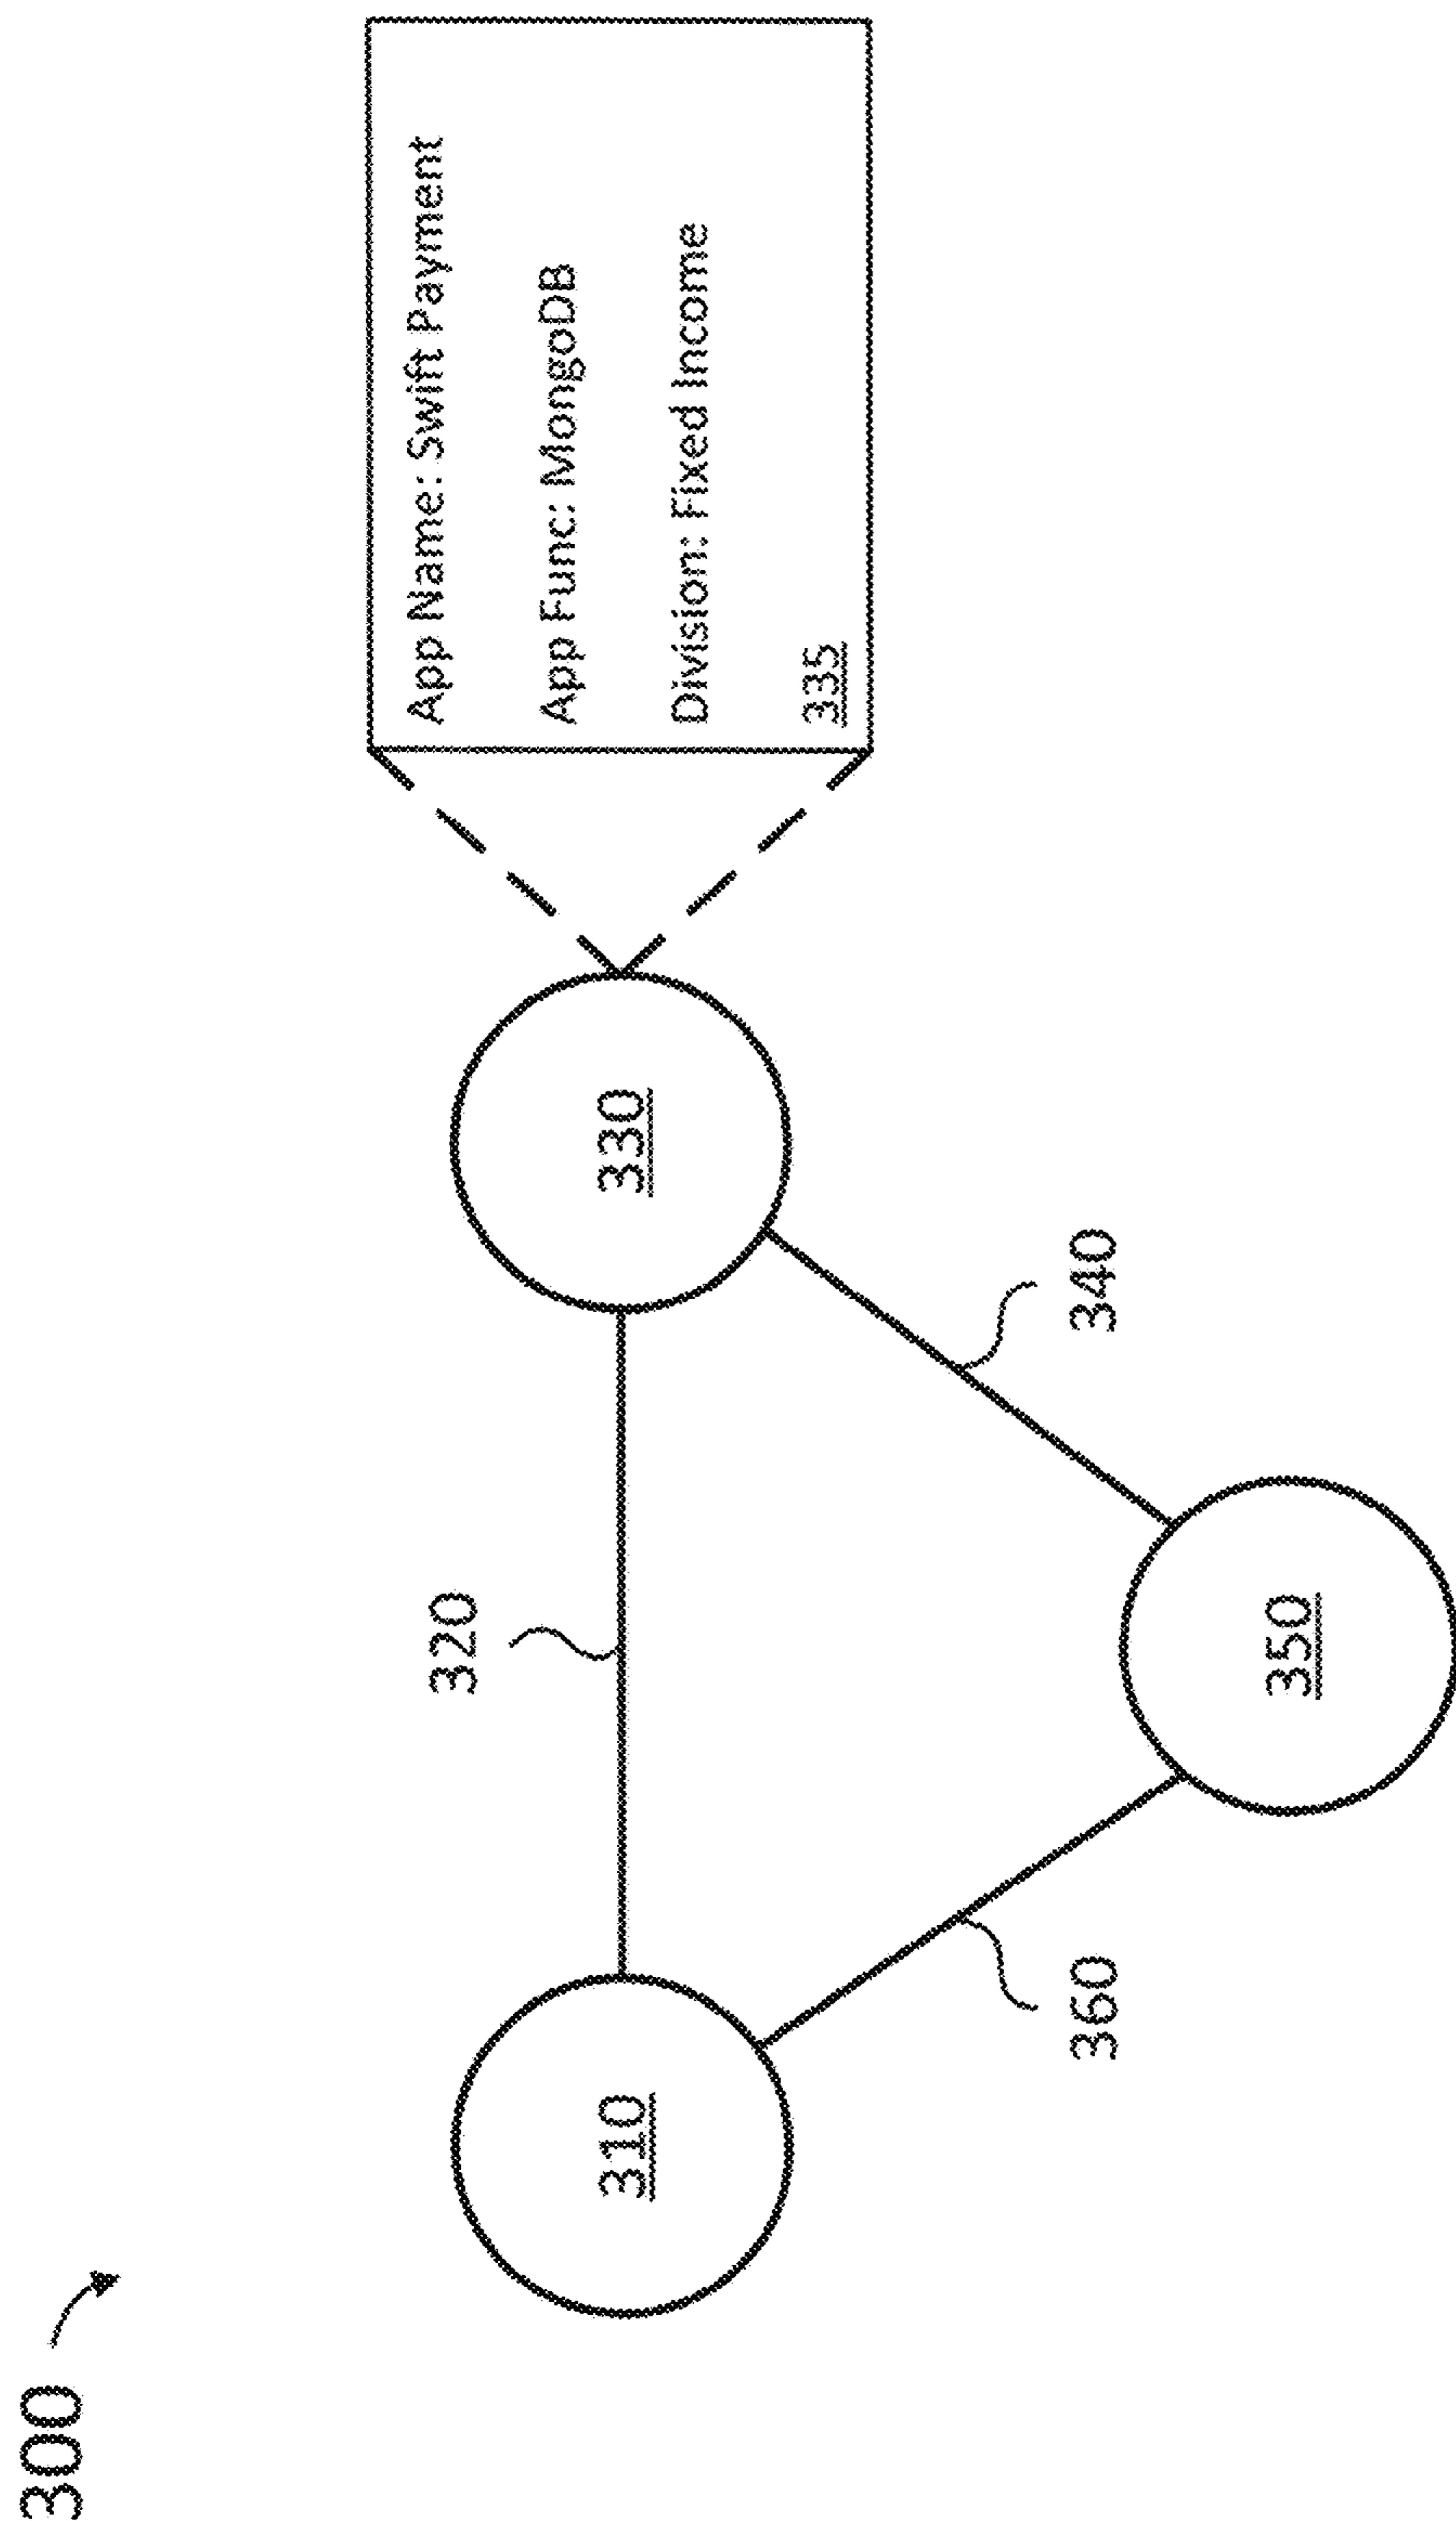 300
310
320
330
App Name: Swift Payment
App Func: MongoDB
Division: Fixed Income
335
360
340
350